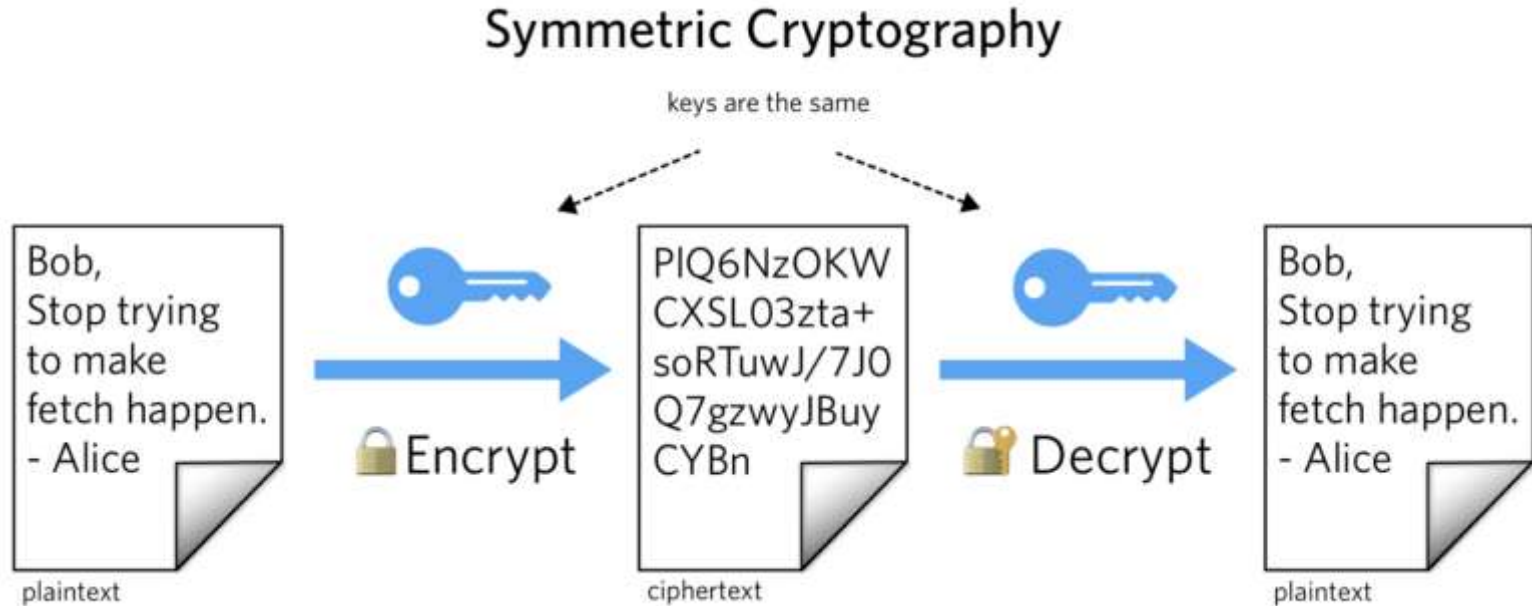 Symmetric Cryptography
keys are the same
Bob,
Stop trying
to make
fetch happen.
- Alice
plaintext
Encrypt
PlQ6NzOKW
CXSL03zta+
soRTuwJ/7J0
Q7gzwyJBuy
CYBn
ciphertext
Decrypt
Bob,
Stop trying
to make
fetch happen.
- Alice
plaintext